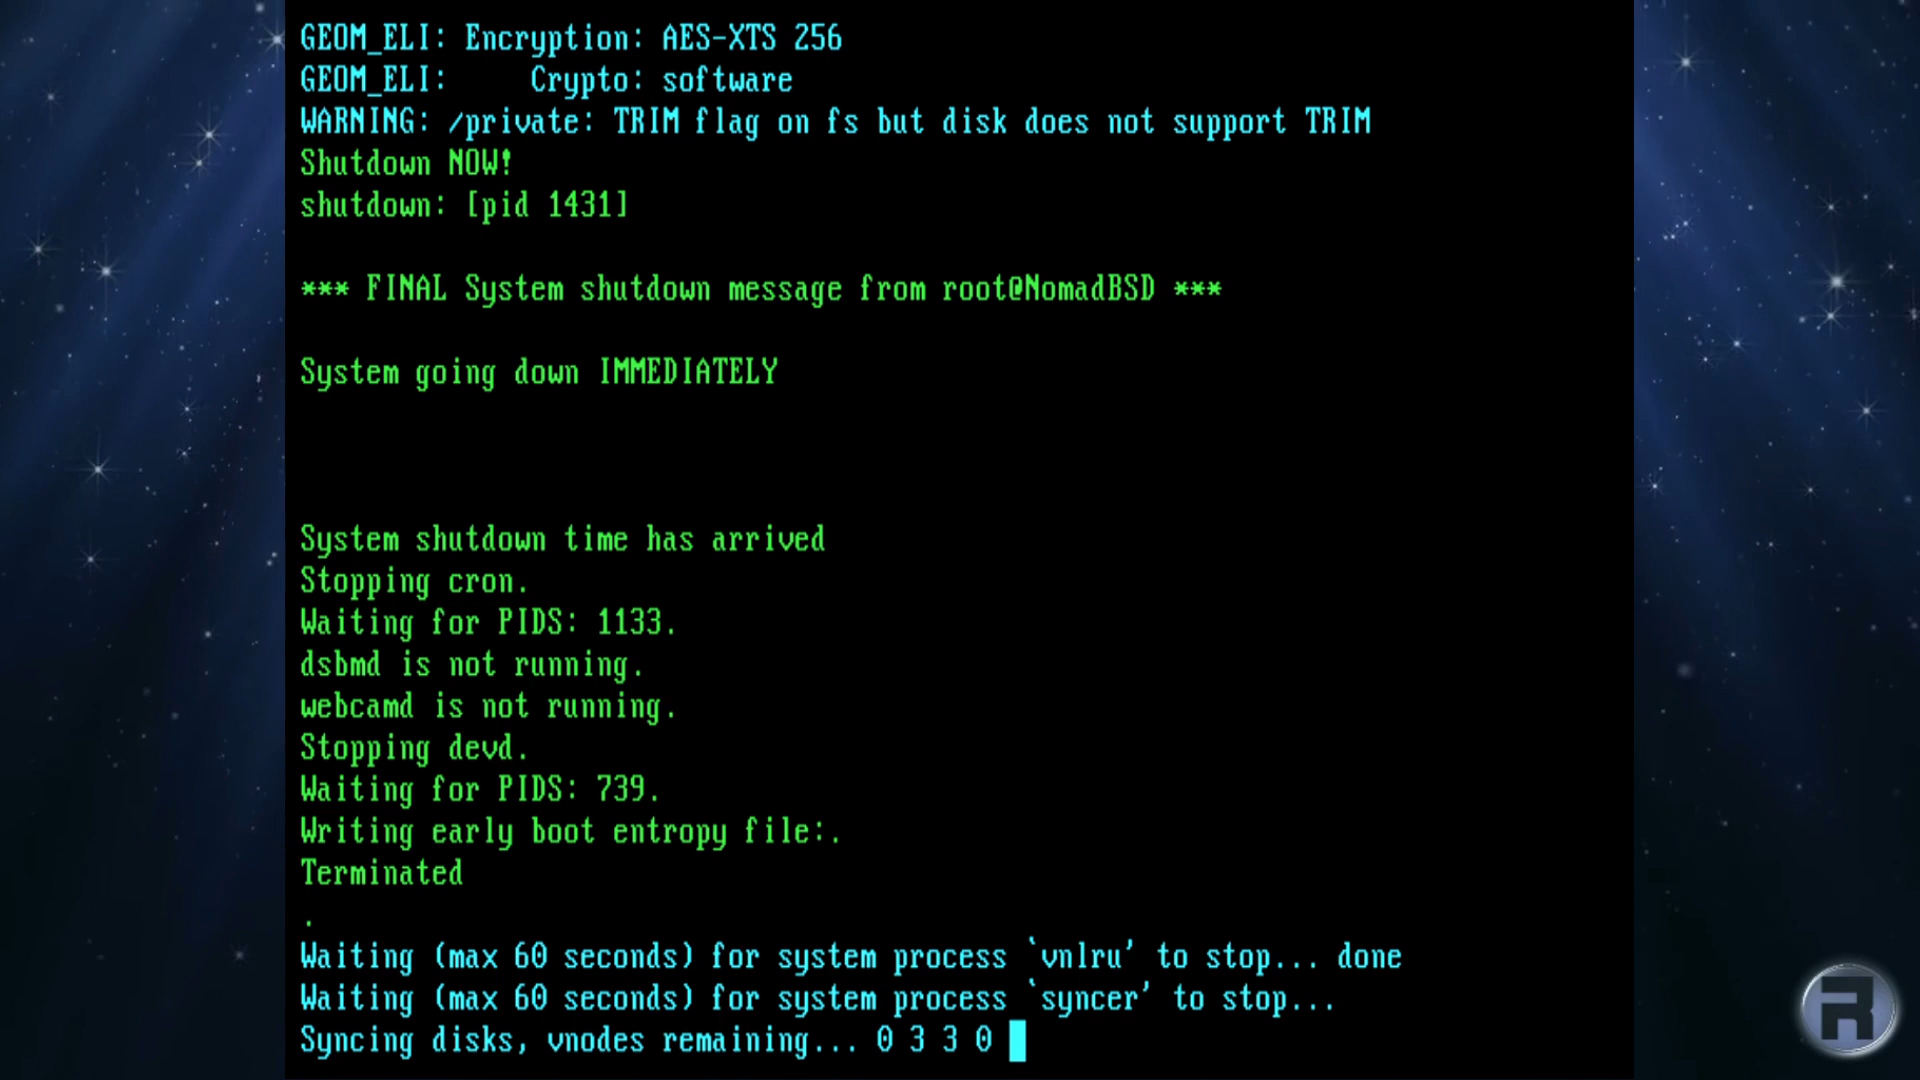 GEOM_ELI: Encryption: AES-XTS 256
GEOM_ELI:     Crypto: software
WARNING: /private: TRIM flag on fs but disk does not support TRIM
Shutdown NOW!
shutdown: [pid 1431]
*** FINAL System shutdown message from root@NomadBSD ***
System going down IMMEDIATELY
System shutdown time has arrived
Stopping cron.
Waiting for PIDS: 1133.
dsbmd is not running.
webcamd is not running.
Stopping devd.
Waiting for PIDS: 739.
Writing early boot entropy file:.
Terminated
.
Waiting (max 60 seconds) for system process `vnlru' to stop... done
Waiting (max 60 seconds) for system process `syncer' to stop...
Syncing disks, vnodes remaining... 0 3 3 0
R